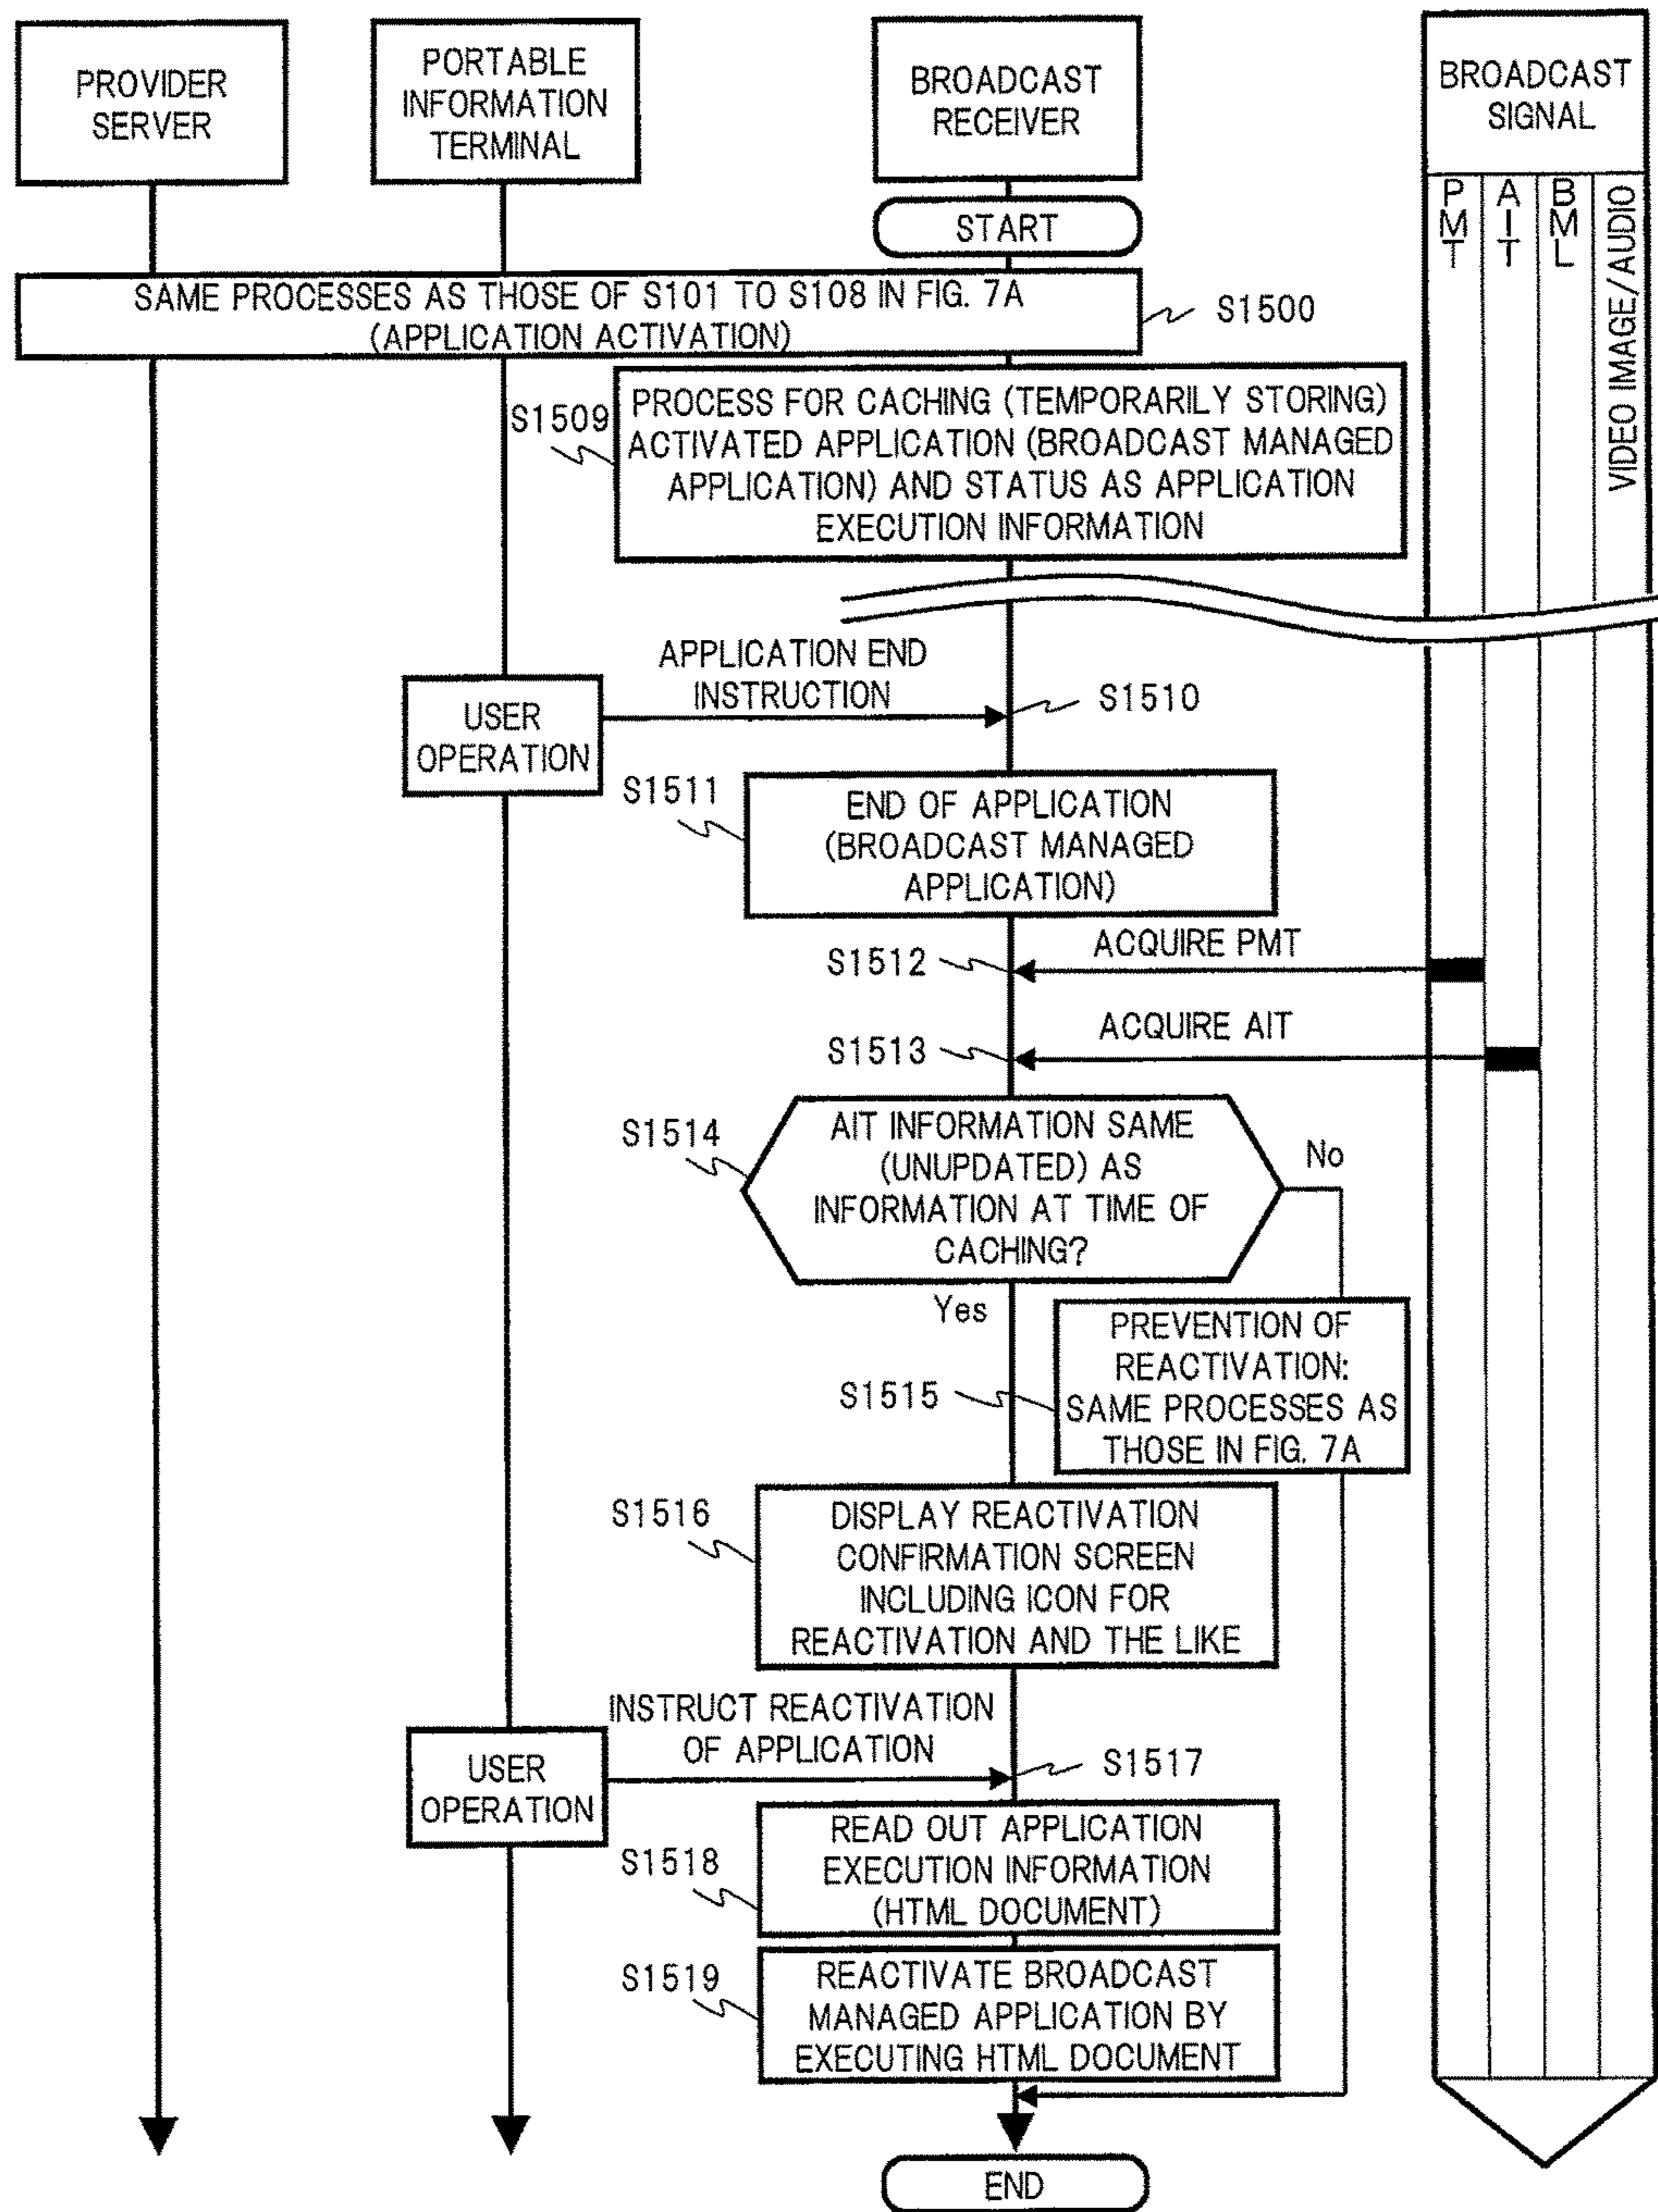 PROVIDER
SERVER
PORTABLE
INFORMATION
TERMINAL
BROADCAST
RECEIVER
BROADCAST
SIGNAL
PMT
AIT
BML
VIDEO IMAGE/AUDIO
START
SAME PROCESSES AS THOSE OF S101 TO S108 IN FIG. 7A
(APPLICATION ACTIVATION)
S1500
S1509
PROCESS FOR CACHING (TEMPORARILY STORING)
ACTIVATED APPLICATION (BROADCAST MANAGED
APPLICATION) AND STATUS AS APPLICATION
EXECUTION INFORMATION
APPLICATION END
INSTRUCTION
S1510
USER
OPERATION
S1511
END OF APPLICATION
(BROADCAST MANAGED
APPLICATION)
S1512
ACQUIRE PMT
S1513
ACQUIRE AIT
S1514
AIT INFORMATION SAME
(UNUPDATED) AS
INFORMATION AT TIME OF
CACHING?
No
Yes
S1515
PREVENTION OF
REACTIVATION:
SAME PROCESSES AS
THOSE IN FIG. 7A
S1516
DISPLAY REACTIVATION
CONFIRMATION SCREEN
INCLUDING ICON FOR
REACTIVATION AND THE LIKE
INSTRUCT REACTIVATION
OF APPLICATION
S1517
USER
OPERATION
S1518
READ OUT APPLICATION
EXECUTION INFORMATION
(HTML DOCUMENT)
S1519
REACTIVATE BROADCAST
MANAGED APPLICATION BY
EXECUTING HTML DOCUMENT
END